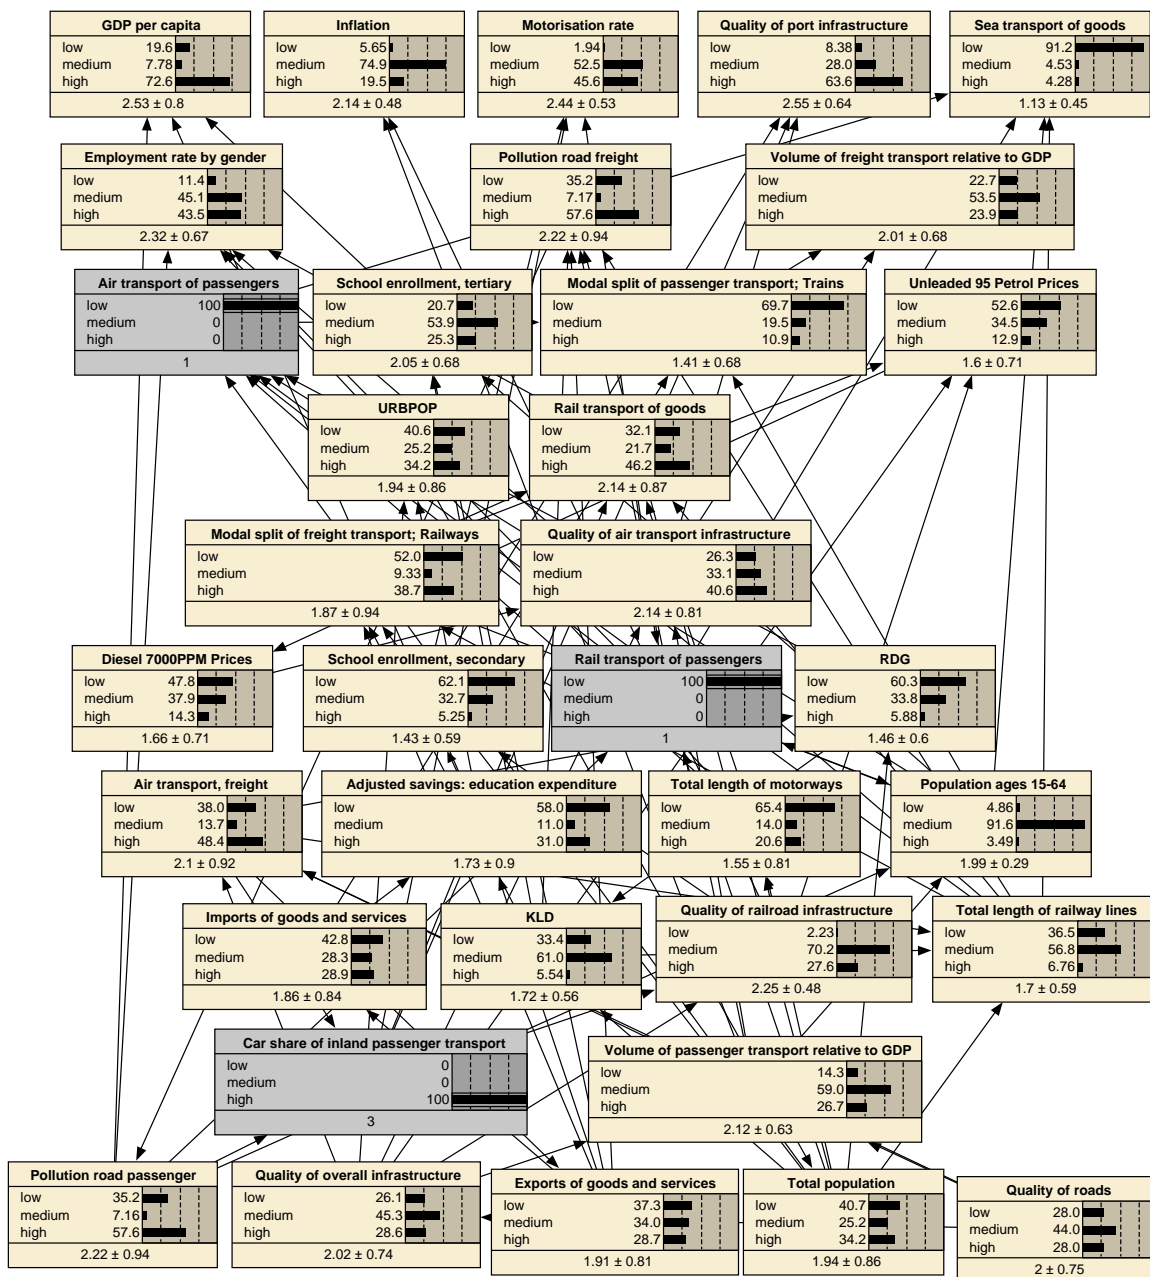 GDP per capita
low 19.6
medium 7.78
high 72.6
2.53 ± 0.8
Inflation
low 5.65
medium 74.9
high 19.5
2.14 ± 0.48
Motorisation rate
low 1.94
medium 52.5
high 45.6
2.44 ± 0.53
Quality of port infrastructure
low 8.38
medium 28.0
high 63.6
2.55 ± 0.64
Sea transport of goods
low 91.2
medium 4.53
high 4.28
1.13 ± 0.45
Employment rate by gender
low 11.4
medium 45.1
high 43.5
2.32 ± 0.67
Pollution road freight
low 35.2
medium 7.17
high 57.6
2.22 ± 0.94
Volume of freight transport relative to GDP
low 22.7
medium 53.5
high 23.9
2.01 ± 0.68
Air transport of passengers
low 100
medium 0
high 0
1
School enrollment, tertiary
low 20.7
medium 53.9
high 25.3
2.05 ± 0.68
Modal split of passenger transport; Trains
low 69.7
medium 19.5
high 10.9
1.41 ± 0.68
Unleaded 95 Petrol Prices
low 52.6
medium 34.5
high 12.9
1.6 ± 0.71
URBPOP
low 40.6
medium 25.2
high 34.2
1.94 ± 0.86
Rail transport of goods
low 32.1
medium 21.7
high 46.2
2.14 ± 0.87
Modal split of freight transport; Railways
low 52.0
medium 9.33
high 38.7
1.87 ± 0.94
Quality of air transport infrastructure
low 26.3
medium 33.1
high 40.6
2.14 ± 0.81
Diesel 7000PPM Prices
low 47.8
medium 37.9
high 14.3
1.66 ± 0.71
School enrollment, secondary
low 62.1
medium 32.7
high 5.25
1.43 ± 0.59
Rail transport of passengers
low 100
medium 0
high 0
1
RDG
low 60.3
medium 33.8
high 5.88
1.46 ± 0.6
Air transport, freight
low 38.0
medium 13.7
high 48.4
2.1 ± 0.92
Adjusted savings: education expenditure
low 58.0
medium 11.0
high 31.0
1.73 ± 0.9
Total length of motorways
low 65.4
medium 14.0
high 20.6
1.55 ± 0.81
Population ages 15-64
low 4.86
medium 91.6
high 3.49
1.99 ± 0.29
Imports of goods and services
low 42.8
medium 28.3
high 28.9
1.86 ± 0.84
KLD
low 33.4
medium 61.0
high 5.54
1.72 ± 0.56
Quality of railroad infrastructure
low 2.23
medium 70.2
high 27.6
2.25 ± 0.48
Total length of railway lines
low 36.5
medium 56.8
high 6.76
1.7 ± 0.59
Car share of inland passenger transport
low 0
medium 0
high 100
3
Volume of passenger transport relative to GDP
low 14.3
medium 59.0
high 26.7
2.12 ± 0.63
Pollution road passenger
low 35.2
medium 7.16
high 57.6
2.22 ± 0.94
Quality of overall infrastructure
low 26.1
medium 45.3
high 28.6
2.02 ± 0.74
Exports of goods and services
low 37.3
medium 34.0
high 28.7
1.91 ± 0.81
Total population
low 40.7
medium 25.2
high 34.2
1.94 ± 0.86
Quality of roads
low 28.0
medium 44.0
high 28.0
2 ± 0.75